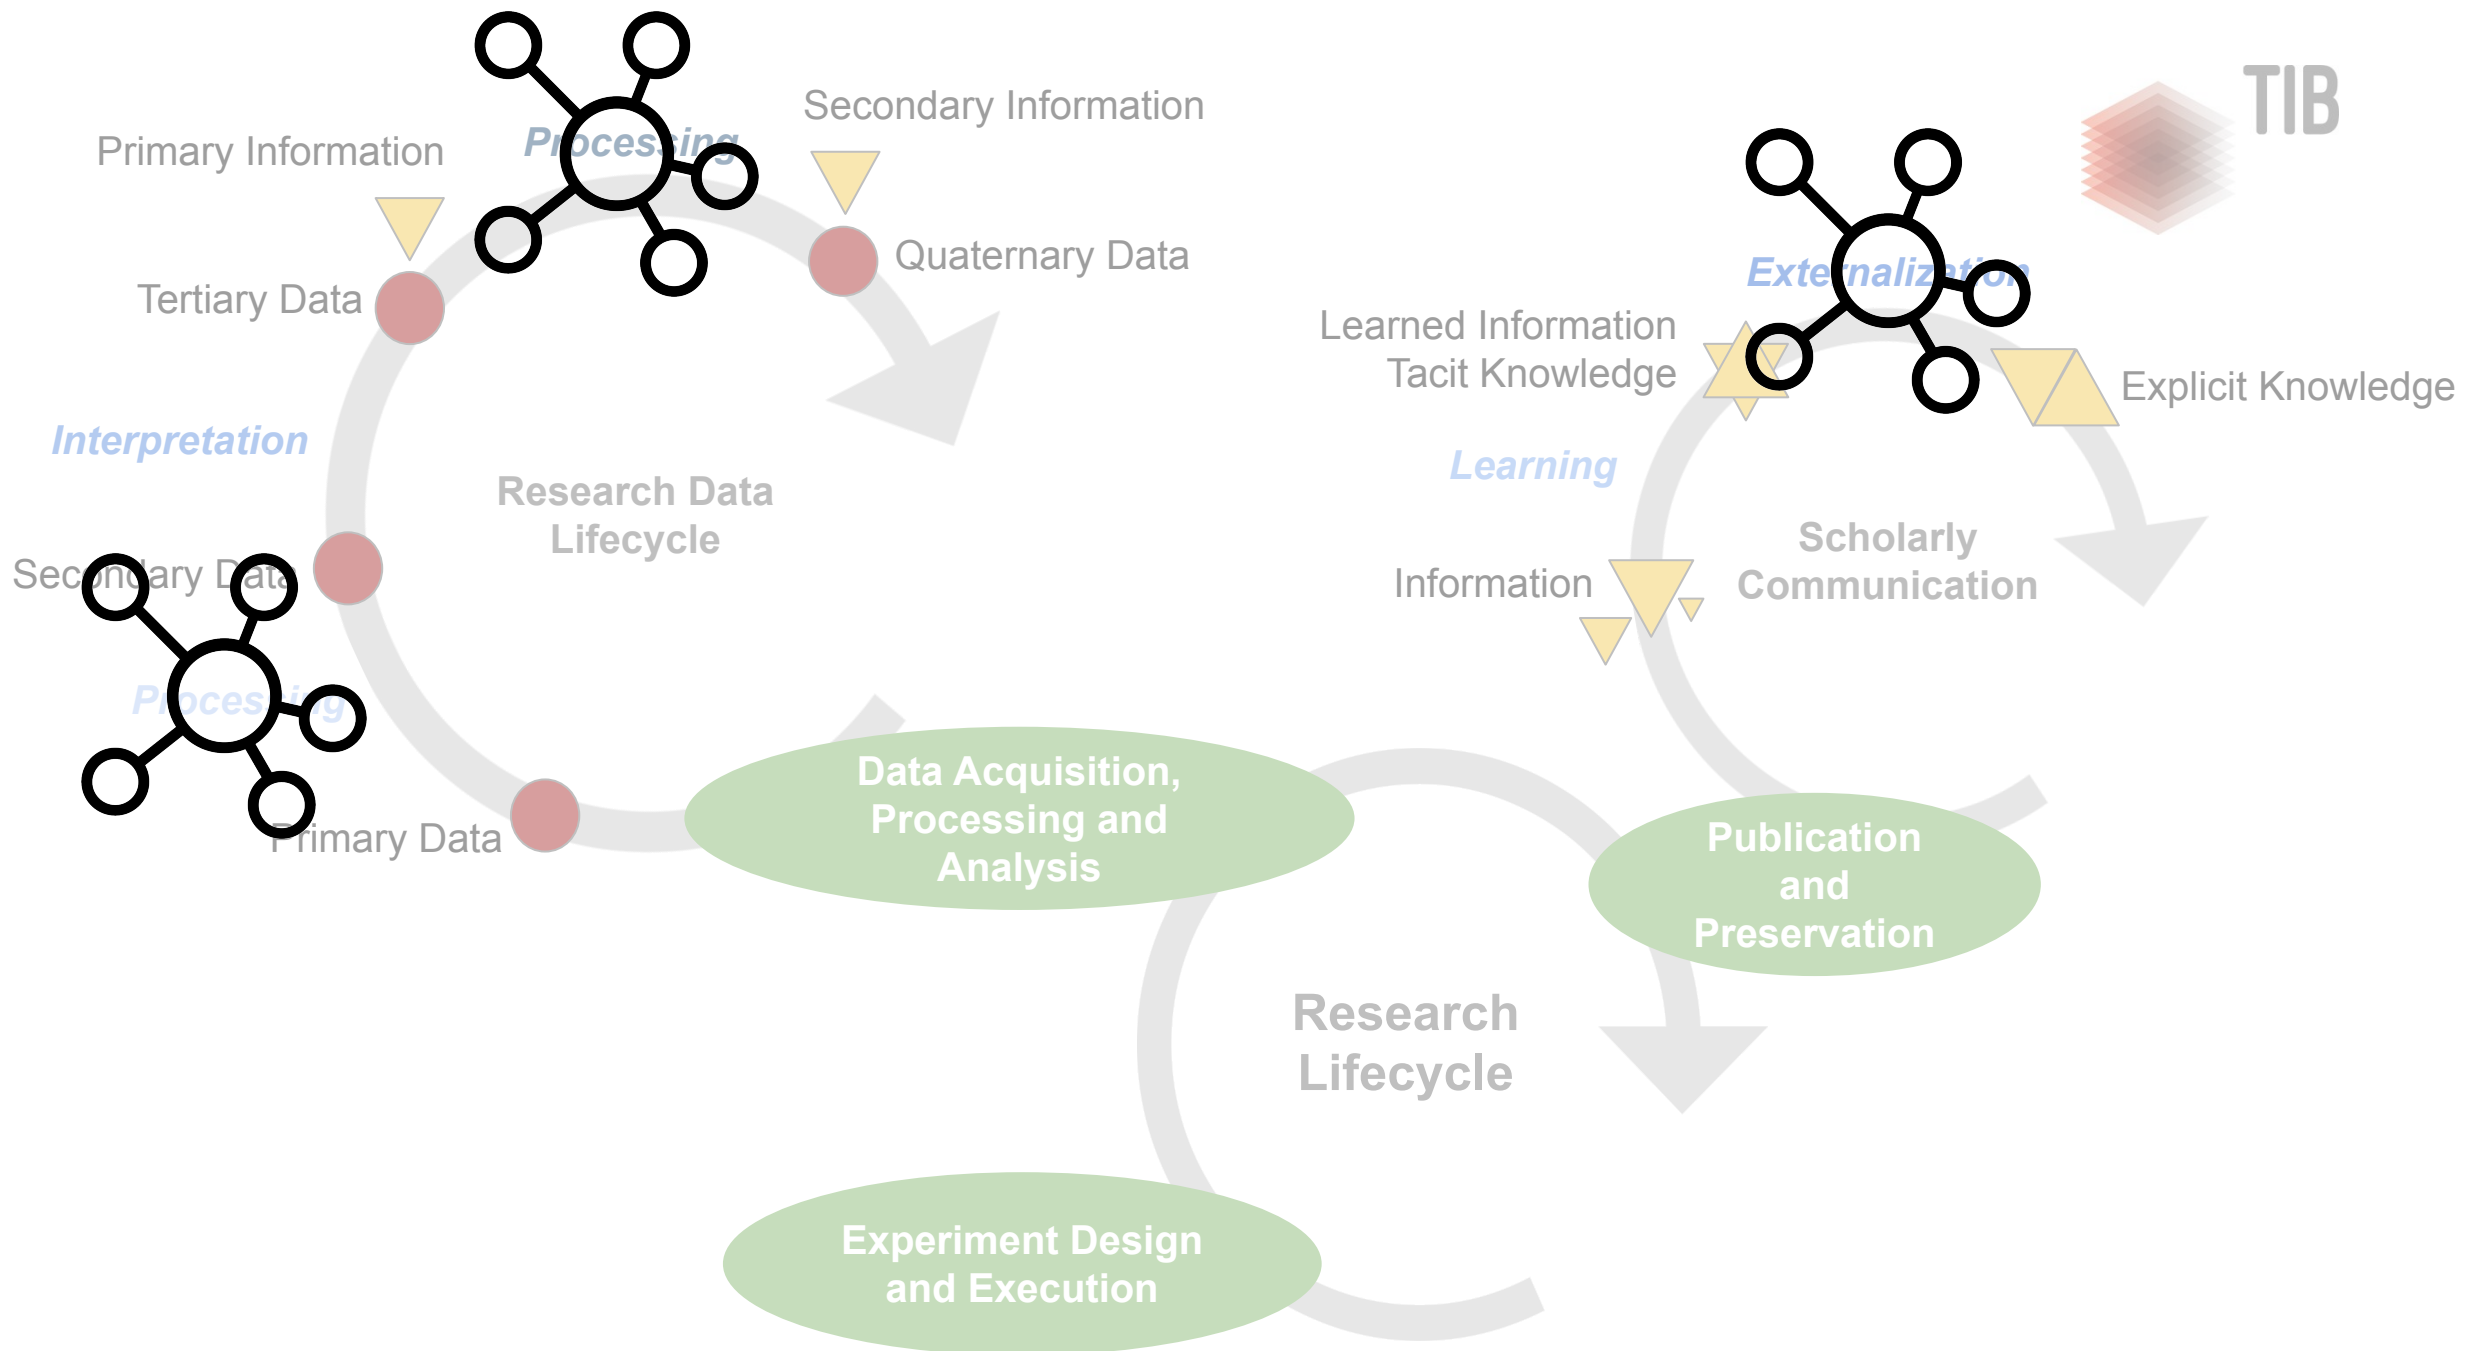 TIB
Secondary Information
Processing
Primary Information
Quaternary Data
Tertiary Data
Interpretation
Research Data
Lifecycle
Secondary Data
Processing
Primary Data
Externalization
Learned Information
Tacit Knowledge
Explicit Knowledge
Learning
Scholarly
Communication
Information
Data Acquisition,
Processing and
Analysis
Publication
and
Preservation
Research
Lifecycle
Experiment Design
and Execution